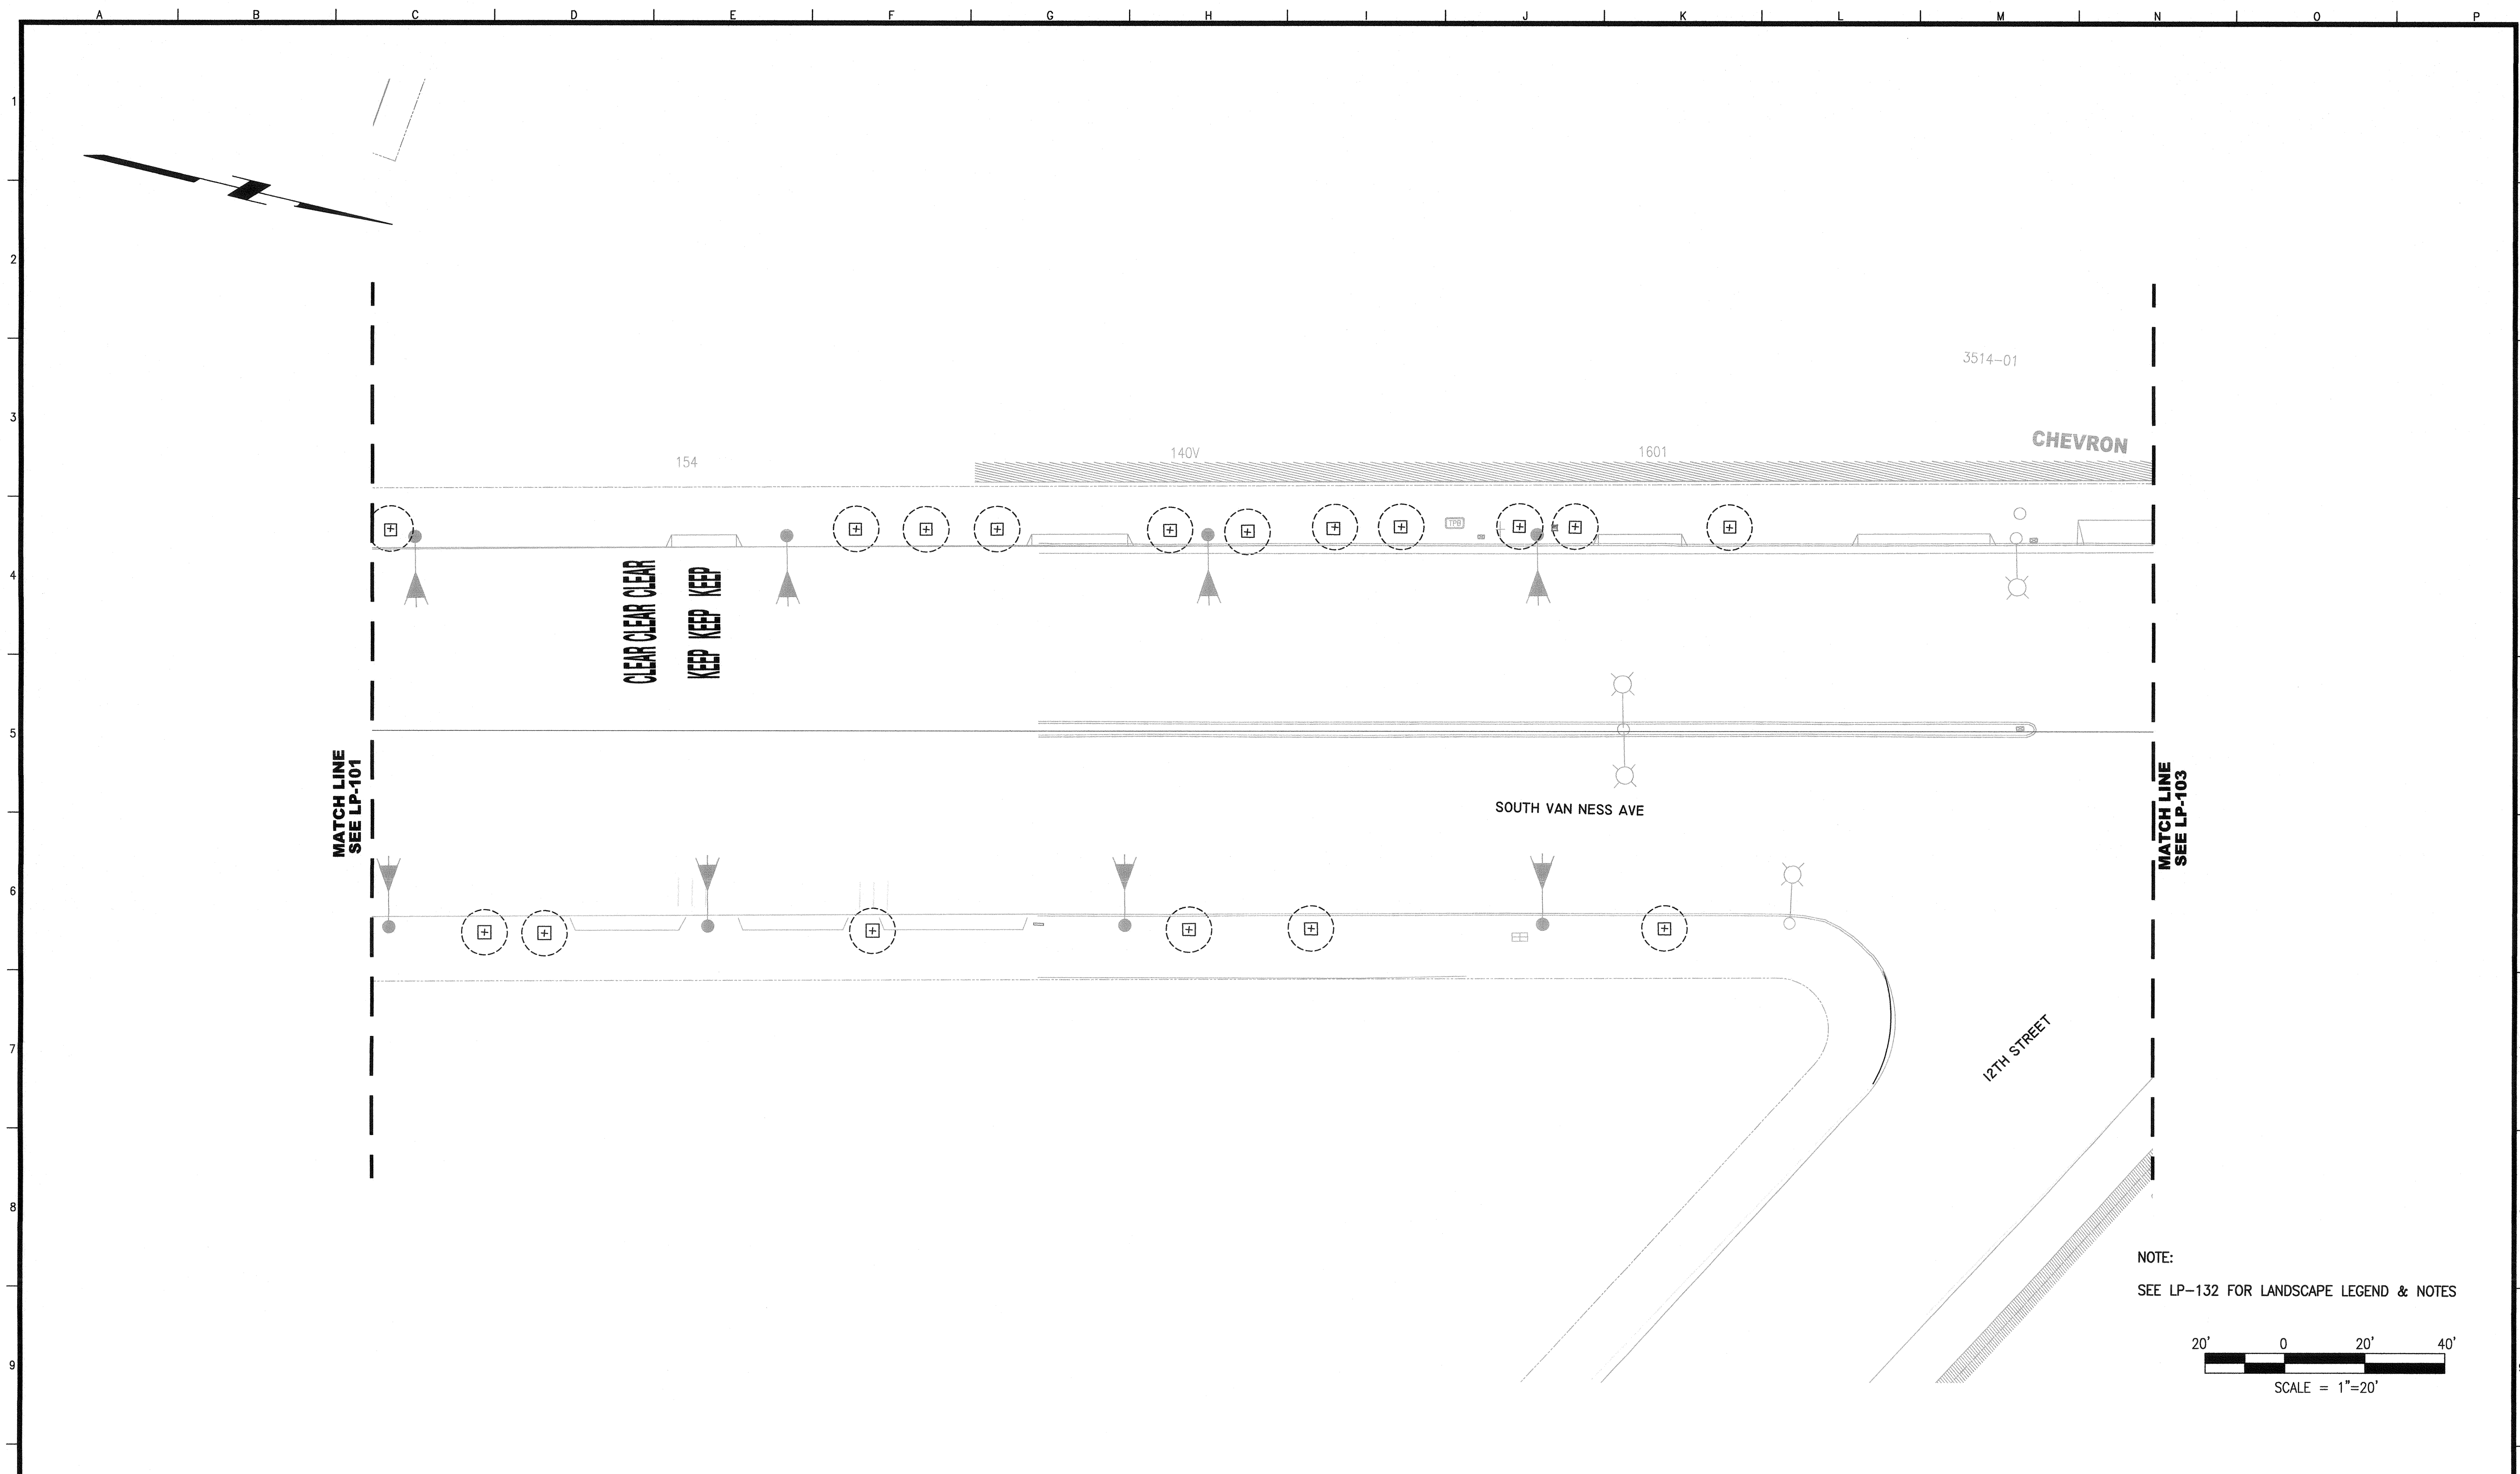 A B C D E F G H I J K L M N O P
1
2
3
4
5
6
7
8
9
3514-01
CHEVRON
154
140V
1601
TPB
CLEAR CLEAR CLEAR
KEEP KEEP KEEP
MATCH LINE
SEE LP-101
MATCH LINE
SEE LP-103
SOUTH VAN NESS AVE
12TH STREET
NOTE:
SEE LP-132 FOR LANDSCAPE LEGEND & NOTES
20' 0 20' 40'
SCALE = 1"=20'